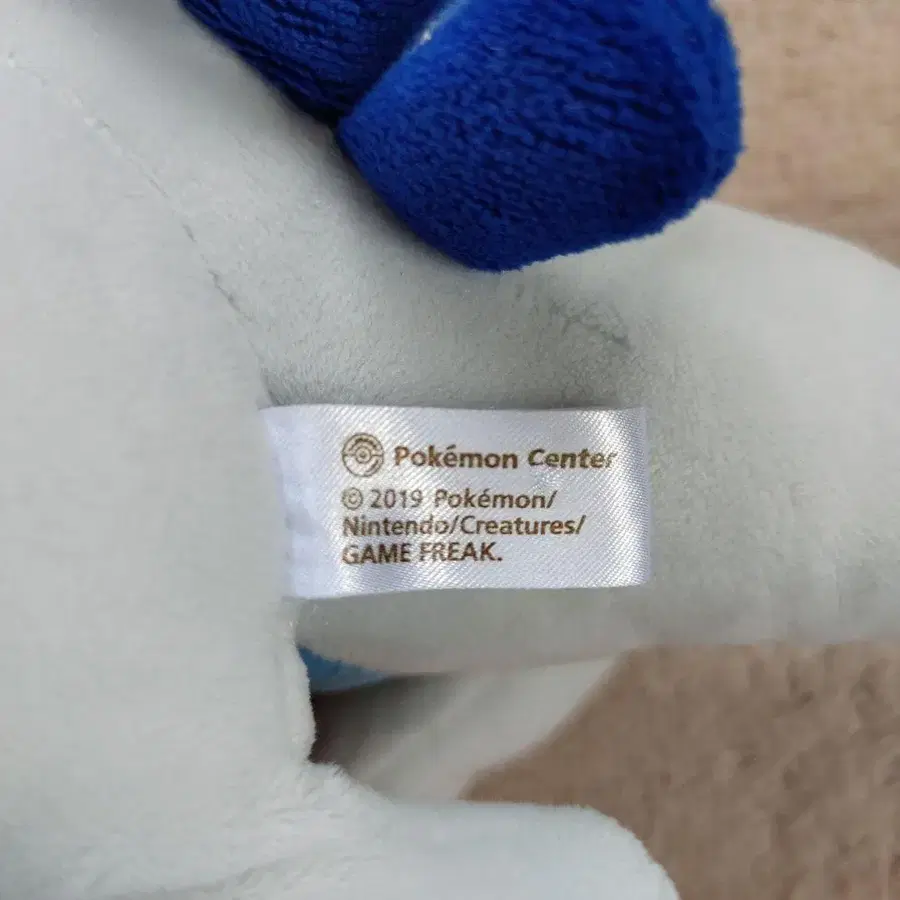 Pokémon Center
© 2019 Pokémon/
Nintendo/Creatures/
GAME FREAK.